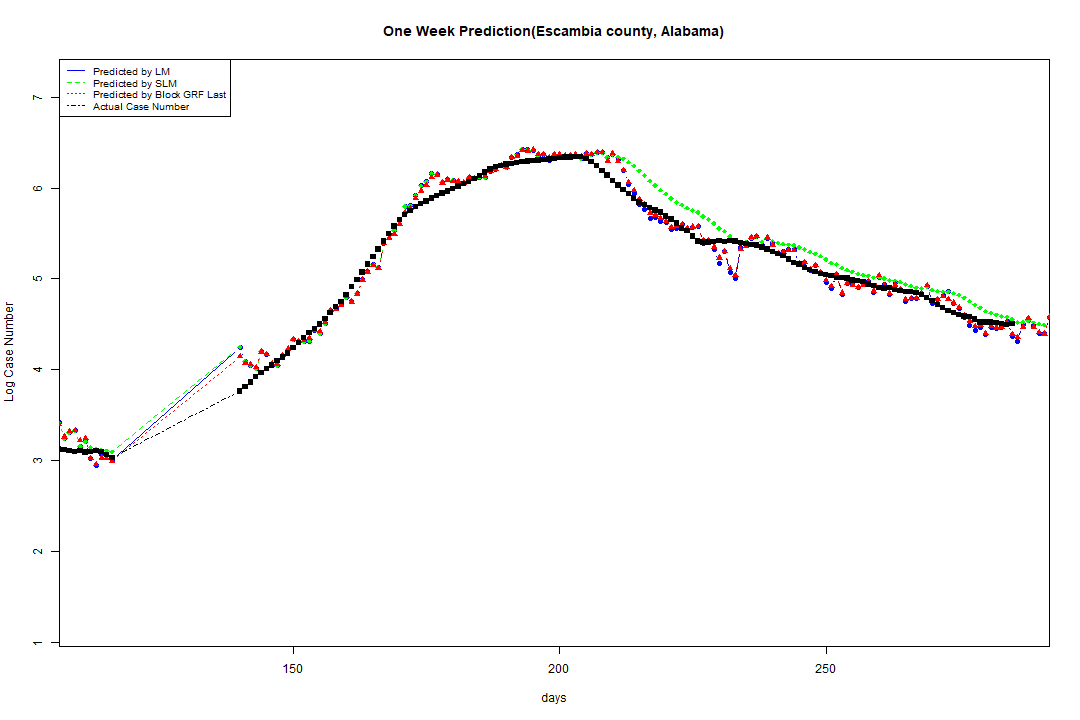 One Week Prediction(Escambia county, Alabama)
Predicted by LM
Predicted by SLM
Predicted by Block GRF Last
Actual Case Number
7
6
5
4
3
2
1
Log Case Number
150
200
250
days